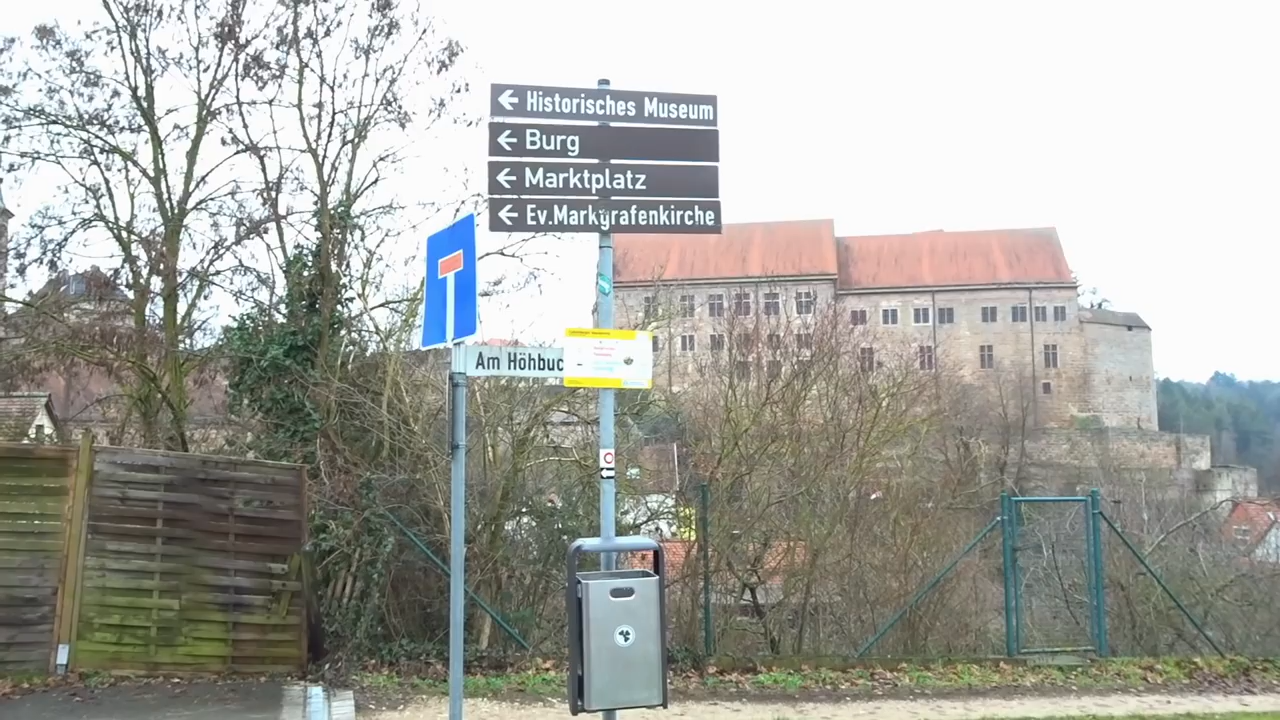 Historisches Museum
Burg
Marktplatz
Ev.Markgrafenkirche
Am Höhbuc